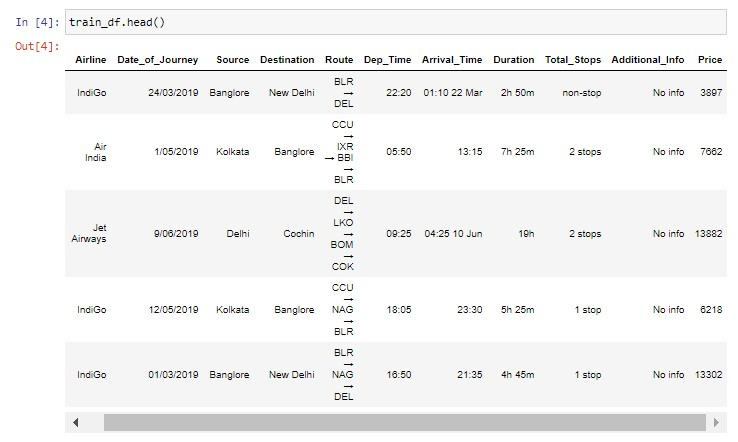 In [4]: train_df.head()
Out[4]:
Airline Date_of_Journey Source Destination Route Dep_Time Arrival_Time Duration Total_Stops Additional_Info Price
IndiGo 24/03/2019 Banglore New Delhi BLR → DEL 22:20 01:10 22 Mar 2h 50m non-stop No info 3897
Air India 1/05/2019 Kolkata Banglore CCU → IXR → BBI → BLR 05:50 13:15 7h 25m 2 stops No info 7662
Jet Airways 9/06/2019 Delhi Cochin DEL → LKO → BOM → COK 09:25 04:25 10 Jun 19h 2 stops No info 13882
IndiGo 12/05/2019 Kolkata Banglore CCU → NAG → BLR 18:05 23:30 5h 25m 1 stop No info 6218
IndiGo 01/03/2019 Banglore New Delhi BLR → NAG → DEL 16:50 21:35 4h 45m 1 stop No info 13302